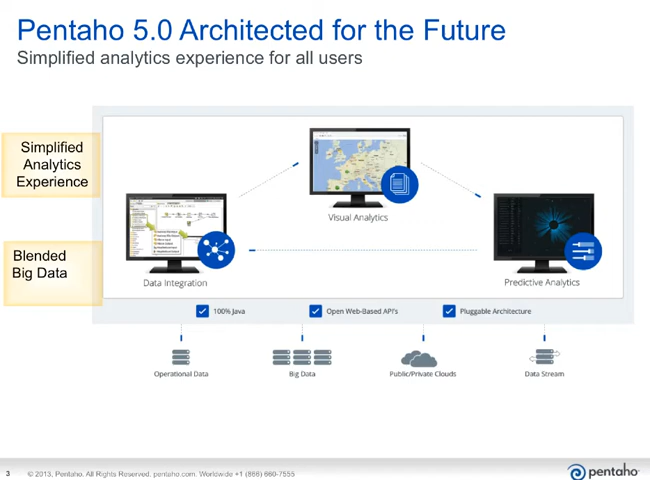 Pentaho 5.0 Architected for the Future
Simplified analytics experience for all users
Simplified
Analytics
Experience
Blended
Big Data
Visual Analytics
Data Integration
Predictive Analytics
100% Java
Open Web-Based API's
Pluggable Architecture
Operational Data
Big Data
Public/Private Clouds
Data Stream
3
© 2013, Pentaho. All Rights Reserved. pentaho.com. Worldwide +1 (866) 660-7555
pentaho